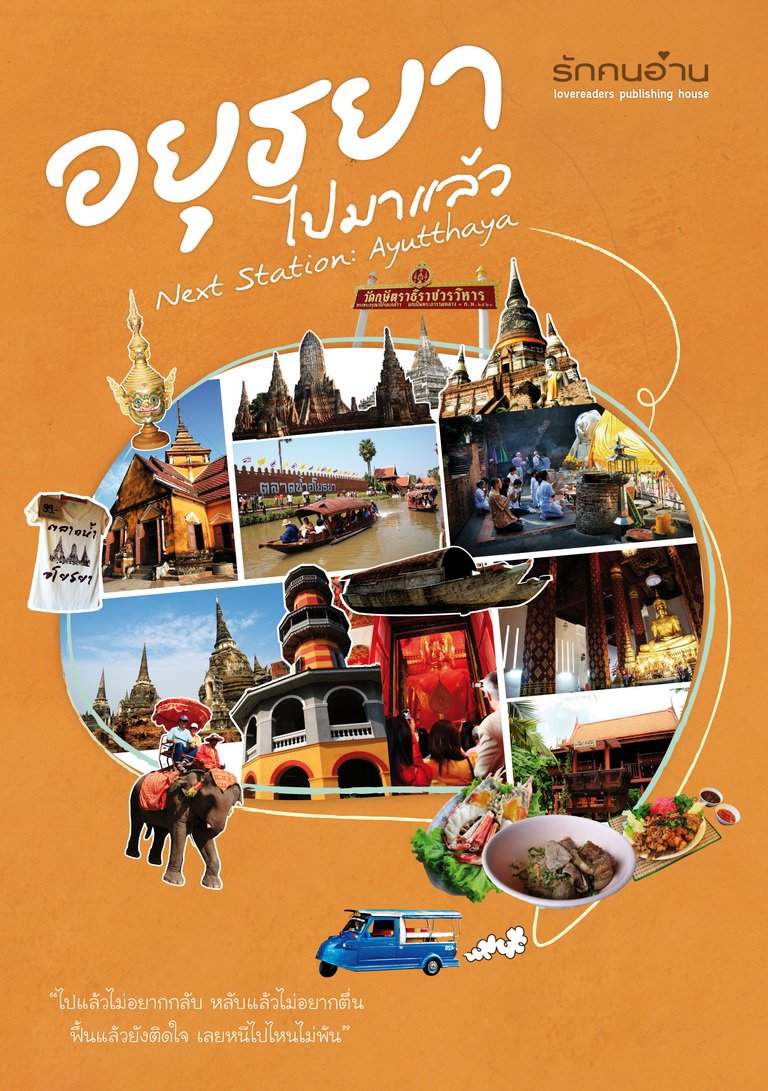 รักคนอ่าน
lovereaders publishing house
อยุธยา
ไปมาแล้ว
Next Station: Ayutthaya
วัดกษัตราธิราชวรวิหาร
ตลาดน้ำอโยธยา
99.-
ตลาดน้ำ
อโยธยา
“ไปแล้วไม่อยากกลับ หลับแล้วไม่อยากตื่น
ฟื้นแล้วยังติดใจ เลยหนีไปไหนไม่พ้น”